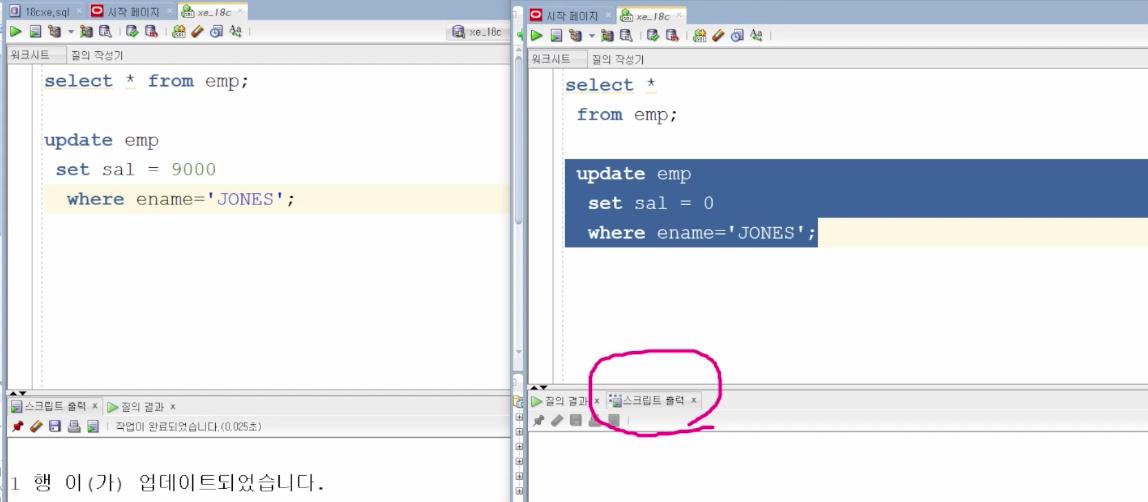 18cxe,sql × 시작 페이지 × xe_18c ×
xe_18c
워크시트 질의 작성기
select * from emp;
update emp
set sal = 9000
where ename='JONES';
스크립트 출력 × 질의 결과 ×
작업이 완료되었습니다.(0,025초)
1 행 이(가) 업데이트되었습니다.
시작 페이지 × xe_18c ×
워크시트 질의 작성기
select *
from emp;
update emp
set sal = 0
where ename='JONES';
질의 결과 × 스크립트 출력 ×